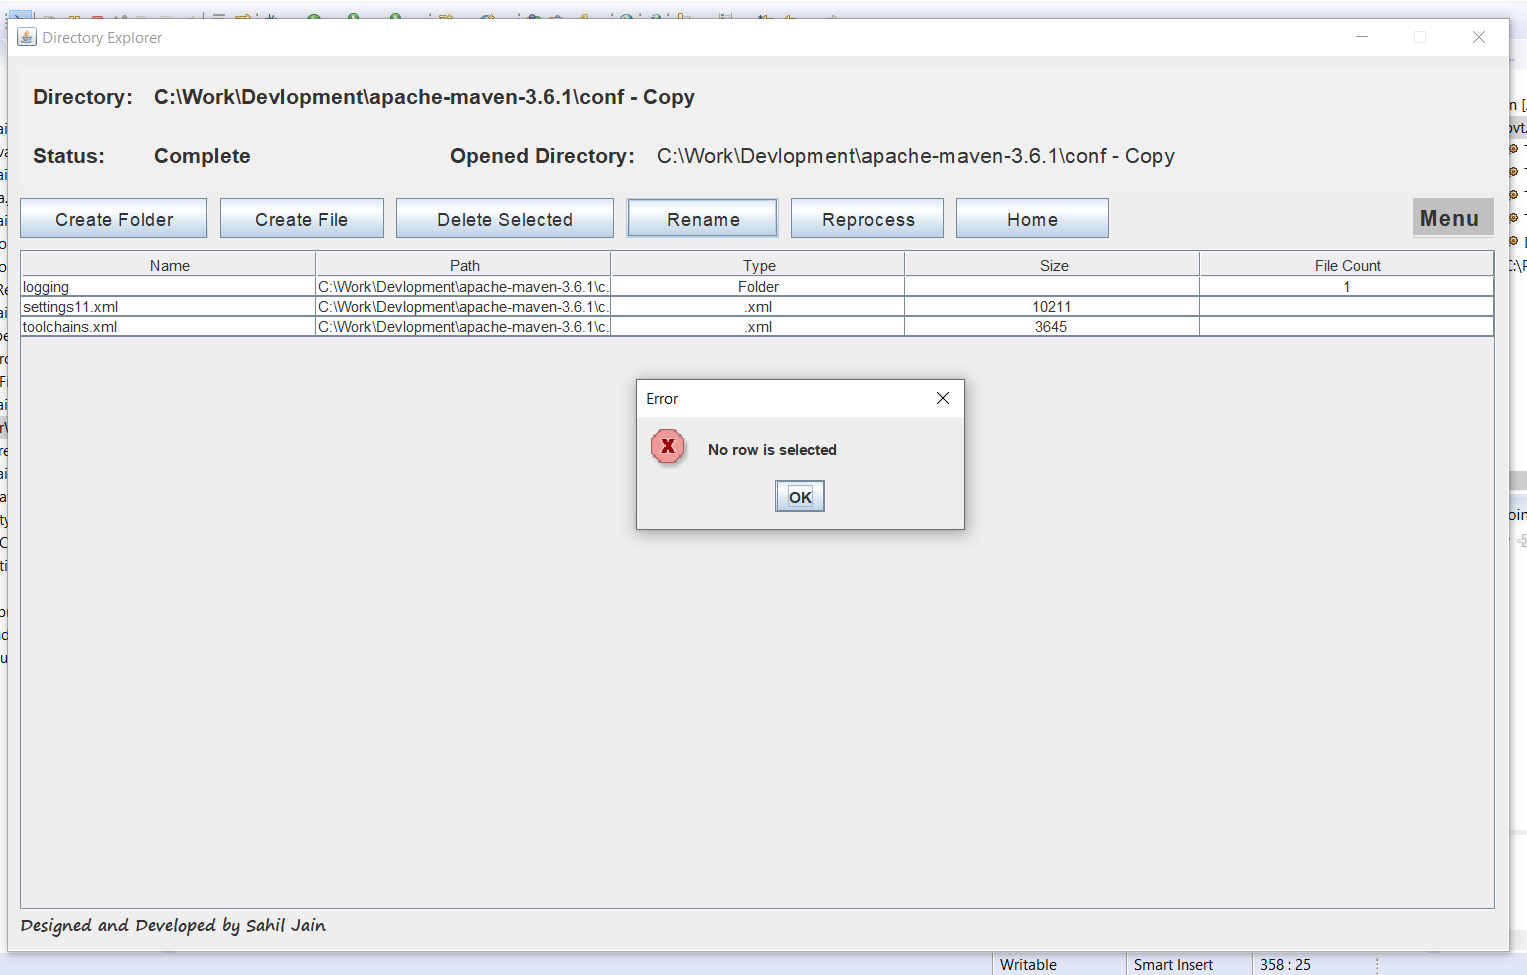 Directory Explorer
Directory: C:\Work\Devlopment\apache-maven-3.6.1\conf - Copy
Status: Complete Opened Directory: C:\Work\Devlopment\apache-maven-3.6.1\conf - Copy
Create Folder Create File Delete Selected Rename Reprocess Home Menu
Name Path Type Size File Count
logging C:\Work\Devlopment\apache-maven-3.6.1\c. Folder 1
settings11.xml C:\Work\Devlopment\apache-maven-3.6.1\c. .xml 10211
toolchains.xml C:\Work\Devlopment\apache-maven-3.6.1\c. .xml 3645
Error
X
No row is selected
OK
Designed and Developed by Sahil Jain
Writable Smart Insert 358 : 25